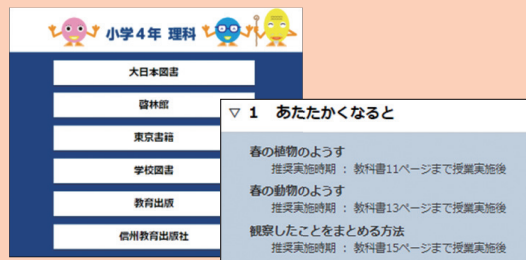 小学4年 理科
大日本図書
啓林館
東京書籍
学校図書
教育出版
信州教育出版社
▽ 1 あたたかくなると
春の植物のようす
推奨実施時期 : 教科書11ページまで授業実施後
春の動物のようす
推奨実施時期 : 教科書13ページまで授業実施後
観察したことをまとめる方法
推奨実施時期 : 教科書15ページまで授業実施後